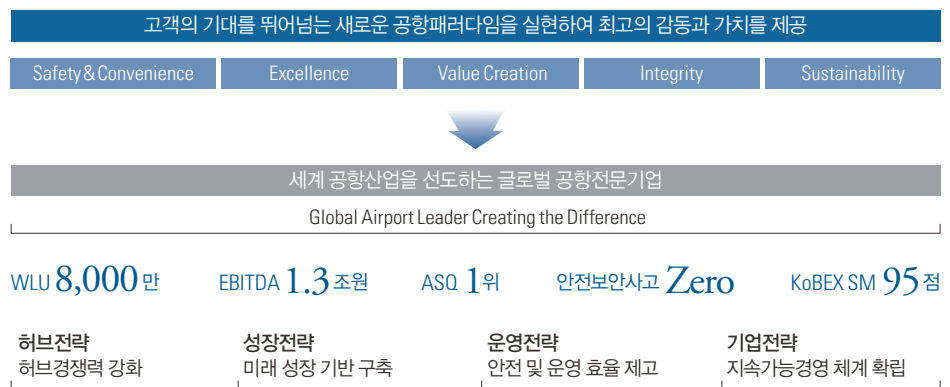 고객의 기대를 뛰어넘는 새로운 공항패러다임을 실현하여 최고의 감동과 가치를 제공
Safety & Convenience Excellence Value Creation Integrity Sustainability
세계 공항산업을 선도하는 글로벌 공항전문기업
Global Airport Leader Creating the Difference
WLU 8,000 만 EBITDA 1.3 조원 ASQ 1위 안전보안사고 Zero KoBEX SM 95점
허브전략 성장전략 운영전략 기업전략
허브경쟁력 강화 미래 성장 기반 구축 안전 및 운영 효율 제고 지속가능경영 체계 확립